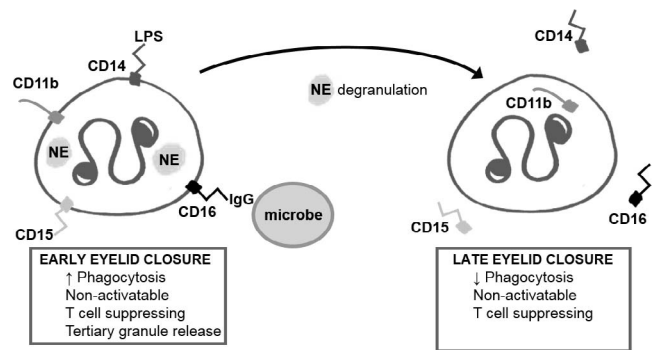 LPS
CD14
CD11b
NE
NE
CD15
CD16
IgG
microbe
NE degranulation
CD14
CD11b
CD15
CD16
EARLY EYELID CLOSURE
↑ Phagocytosis
Non-activatable
T cell suppressing
Tertiary granule release
LATE EYELID CLOSURE
↓ Phagocytosis
Non-activatable
T cell suppressing